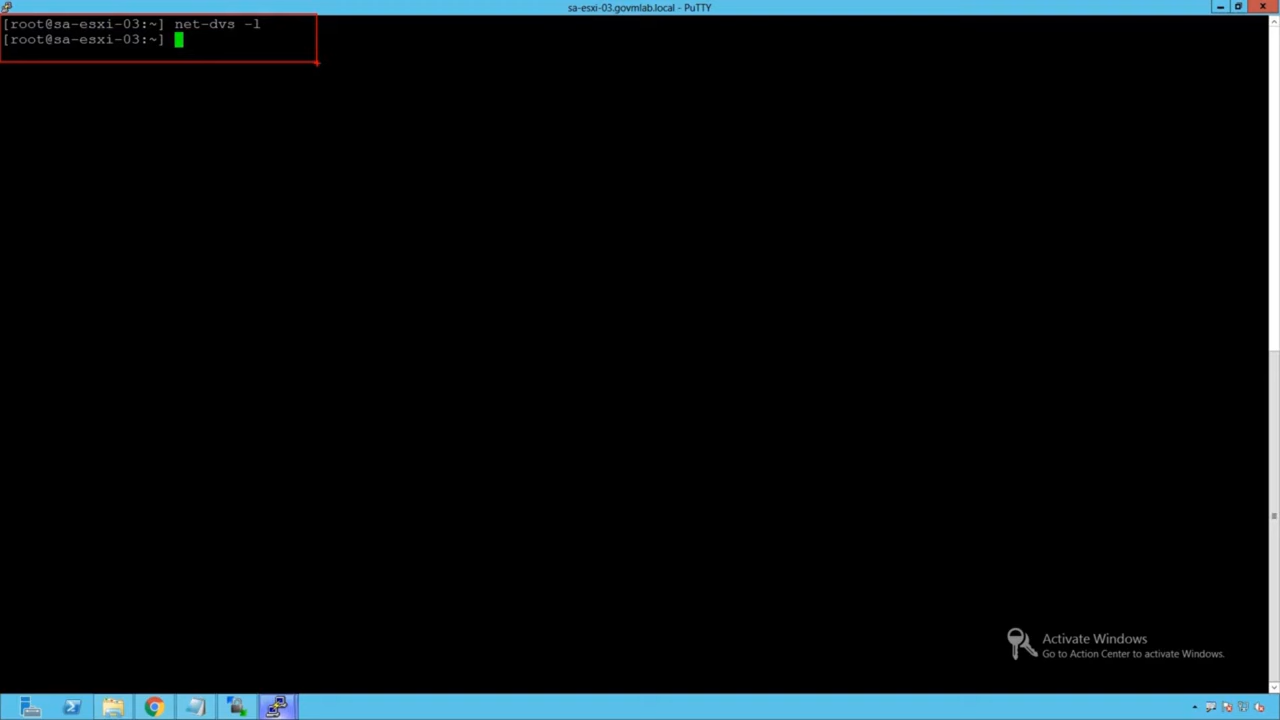 sa-esxi-03.govmlab.local - PuTTY
[root@sa-esxi-03:~] net-dvs -l
[root@sa-esxi-03:~]
Activate Windows
Go to Action Center to activate Windows.